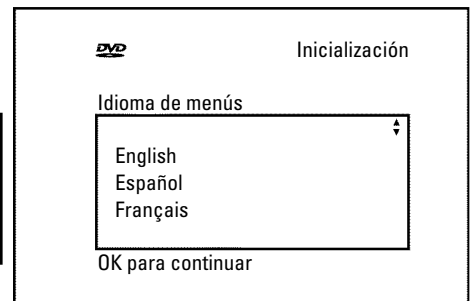 DVD
Inicialización
Idioma de menús
English
Español
Français
OK para continuar